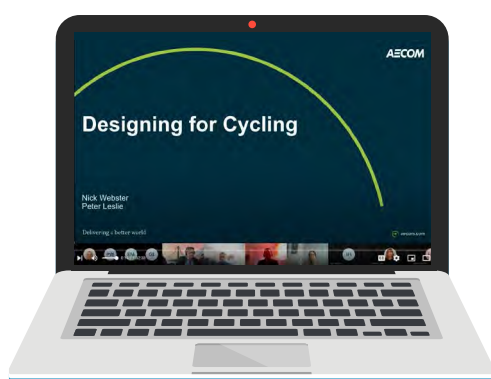 AECOM
Designing for Cycling
Nick Webster
Peter Leslie
Delivering a better world
aecom.com